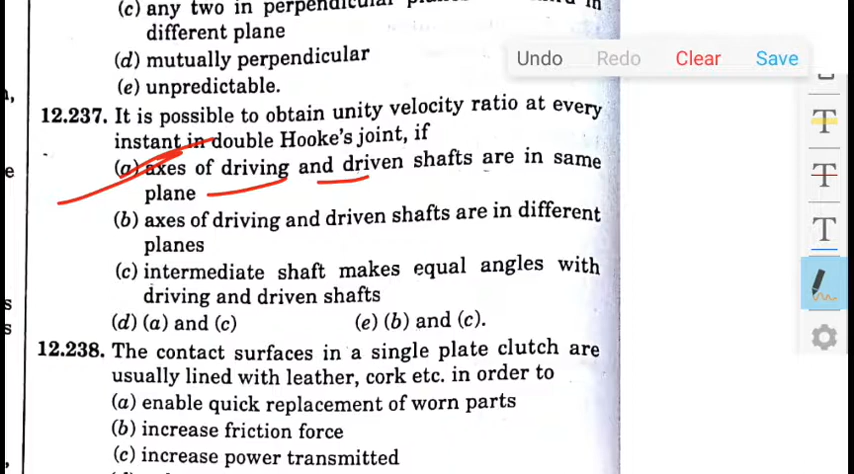 (c) any two in perpendicular
in
different plane
(d) mutually perpendicular
(e) unpredictable.
Undo Redo Clear Save
12.237. It is possible to obtain unity velocity ratio at every
instant in double Hooke's joint, if
(a) axes of driving and driven shafts are in same
plane
(b) axes of driving and driven shafts are in different
planes
(c) intermediate shaft makes equal angles with
driving and driven shafts
(d) (a) and (c) (e) (b) and (c).
12.238. The contact surfaces in a single plate clutch are
usually lined with leather, cork etc. in order to
(a) enable quick replacement of worn parts
(b) increase friction force
(c) increase power transmitted